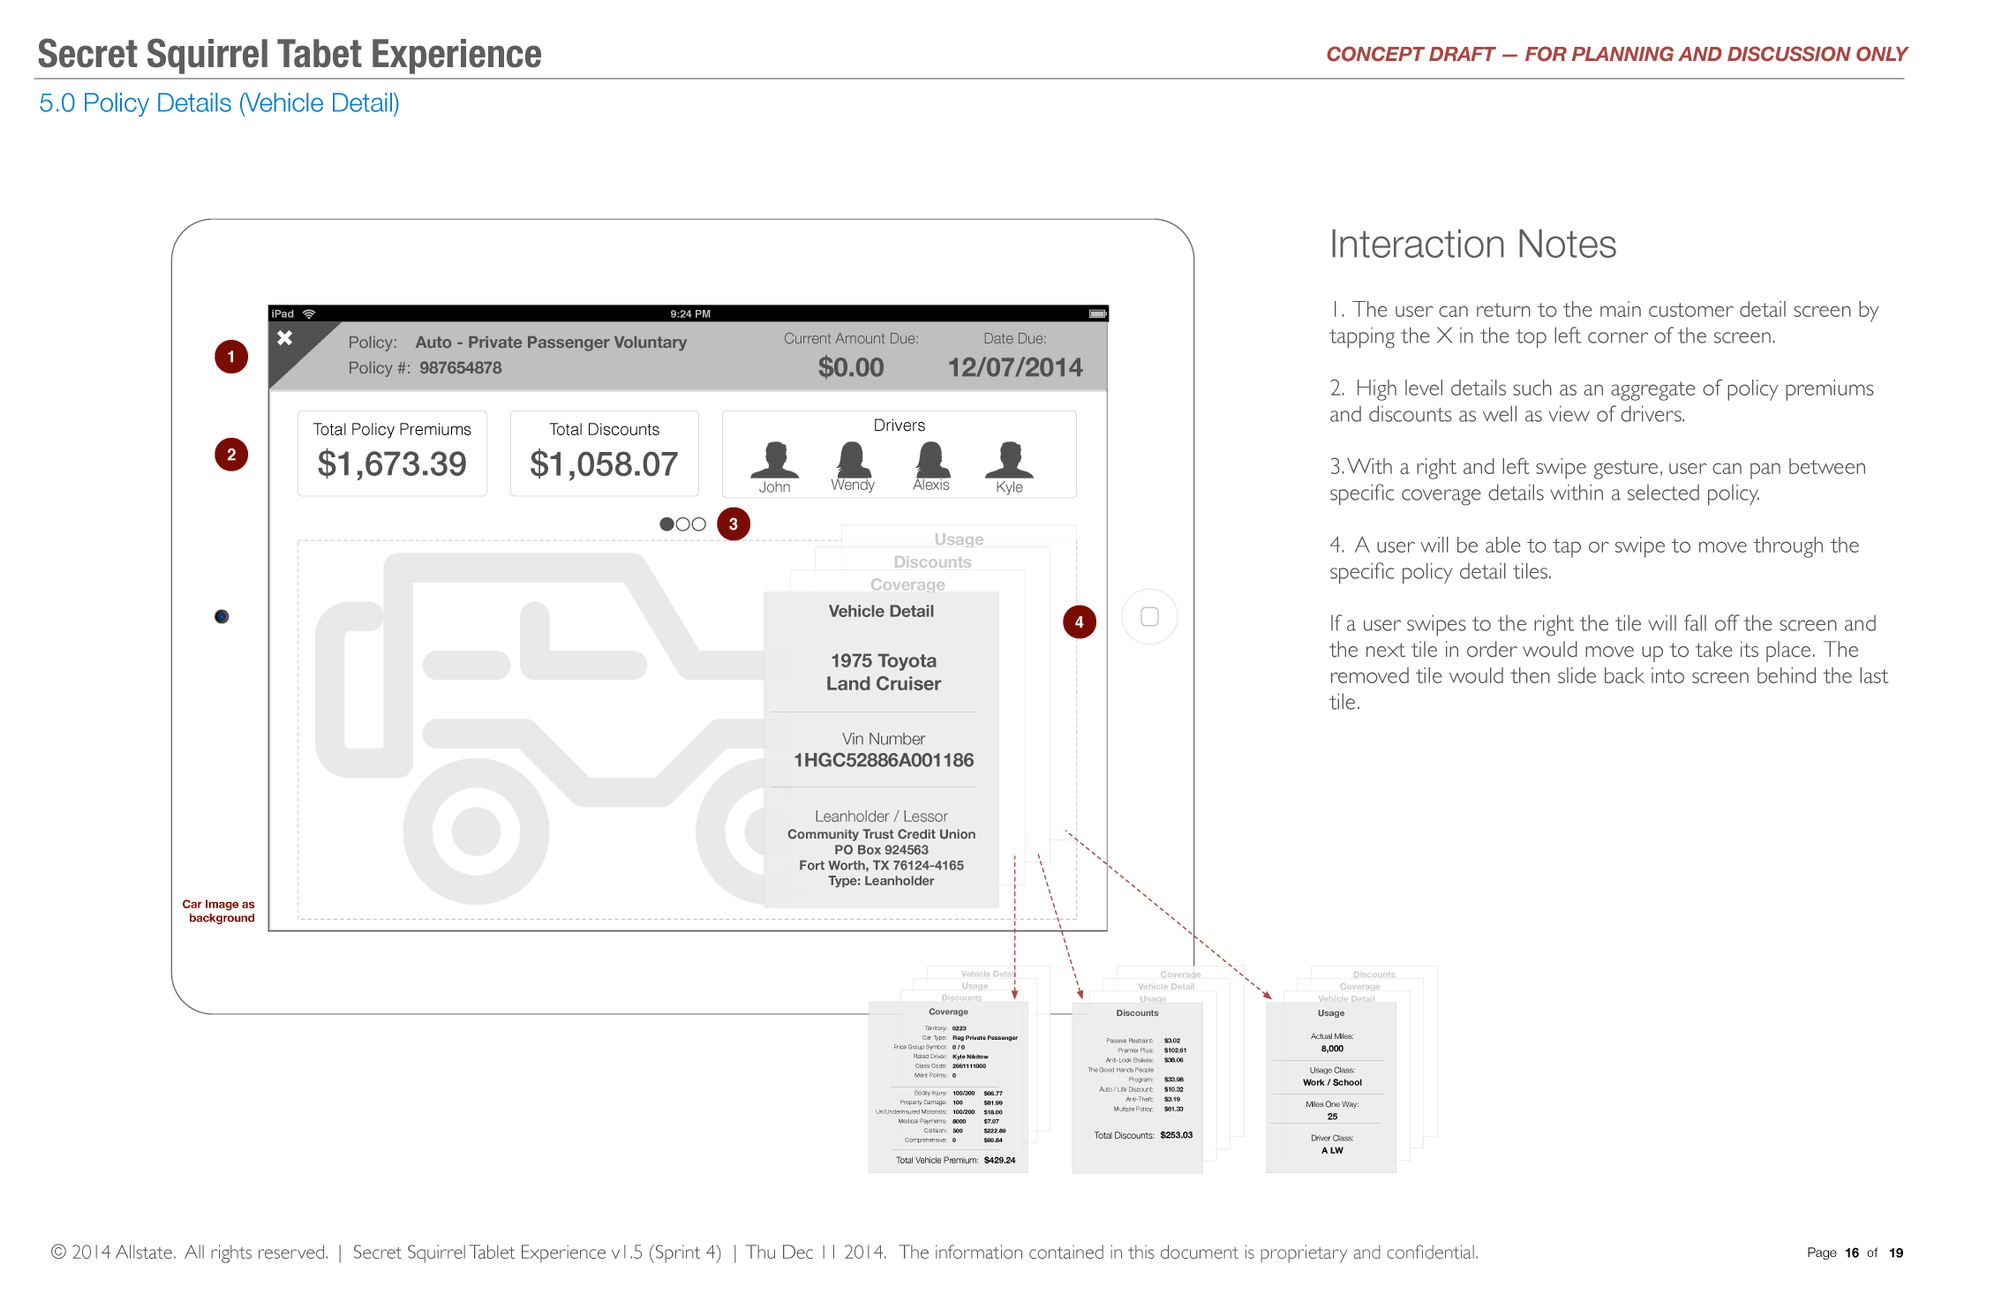 Secret Squirrel Tabet Experience
CONCEPT DRAFT — FOR PLANNING AND DISCUSSION ONLY
5.0 Policy Details (Vehicle Detail)
iPad
9:24 PM
Policy: Auto - Private Passenger Voluntary
Policy #: 987654878
Current Amount Due:
$0.00
Date Due:
12/07/2014
1
2
Total Policy Premiums
$1,673.39
Total Discounts
$1,058.07
Drivers
John
Wendy
Alexis
Kyle
3
Usage
Discounts
Coverage
Vehicle Detail
1975 Toyota
Land Cruiser
Vin Number
1HGC52886A001186
Leanholder / Lessor
Community Trust Credit Union
PO Box 924563
Fort Worth, TX 76124-4165
Type: Leanholder
4
Car Image as
background
Vehicle Detail
Usage
Discounts
Coverage
Territory: 0223
Car Type: Reg Private Passenger
Price Group Symbol: 0 / 0
Rated Driver: Kyle Nikitow
Class Code: 2661111000
Merit Points: 0
Bodily Injury: 100/300 $66.77
Property Damage: 100 $81.99
Un/Underinsured Motorists: 100/200 $18.00
Medical Payments: 8000 $7.07
Collision: 500 $222.89
Comprehensive: 0 $60.84
Total Vehicle Premium: $429.24
Coverage
Vehicle Detail
Usage
Discounts
Passive Restraint: $3.02
Premier Plus: $102.61
Anti-Lock Brakes: $38.06
The Good Hands People
Program: $33.98
Auto / Life Discount: $10.32
Anti-Theft: $3.19
Multiple Policy: $61.33
Total Discounts: $253.03
Discounts
Coverage
Vehicle Detail
Usage
Actual Miles:
8,000
Usage Class:
Work / School
Miles One Way:
25
Driver Class:
A LW
Interaction Notes
1. The user can return to the main customer detail screen by
tapping the X in the top left corner of the screen.
2. High level details such as an aggregate of policy premiums
and discounts as well as view of drivers.
3. With a right and left swipe gesture, user can pan between
specific coverage details within a selected policy.
4. A user will be able to tap or swipe to move through the
specific policy detail tiles.
If a user swipes to the right the tile will fall off the screen and
the next tile in order would move up to take its place. The
removed tile would then slide back into screen behind the last
tile.
© 2014 Allstate. All rights reserved. | Secret Squirrel Tablet Experience v1.5 (Sprint 4) | Thu Dec 11 2014. The information contained in this document is proprietary and confidential.
Page 16 of 19